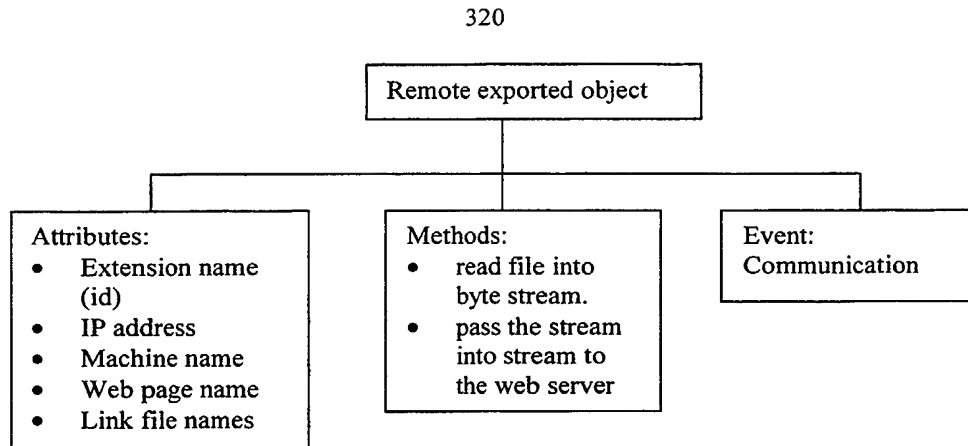 320
Remote exported object
Attributes:
• Extension name
(id)
• IP address
• Machine name
• Web page name
• Link file names
Methods:
• read file into
byte stream.
• pass the stream
into stream to
the web server
Event:
Communication